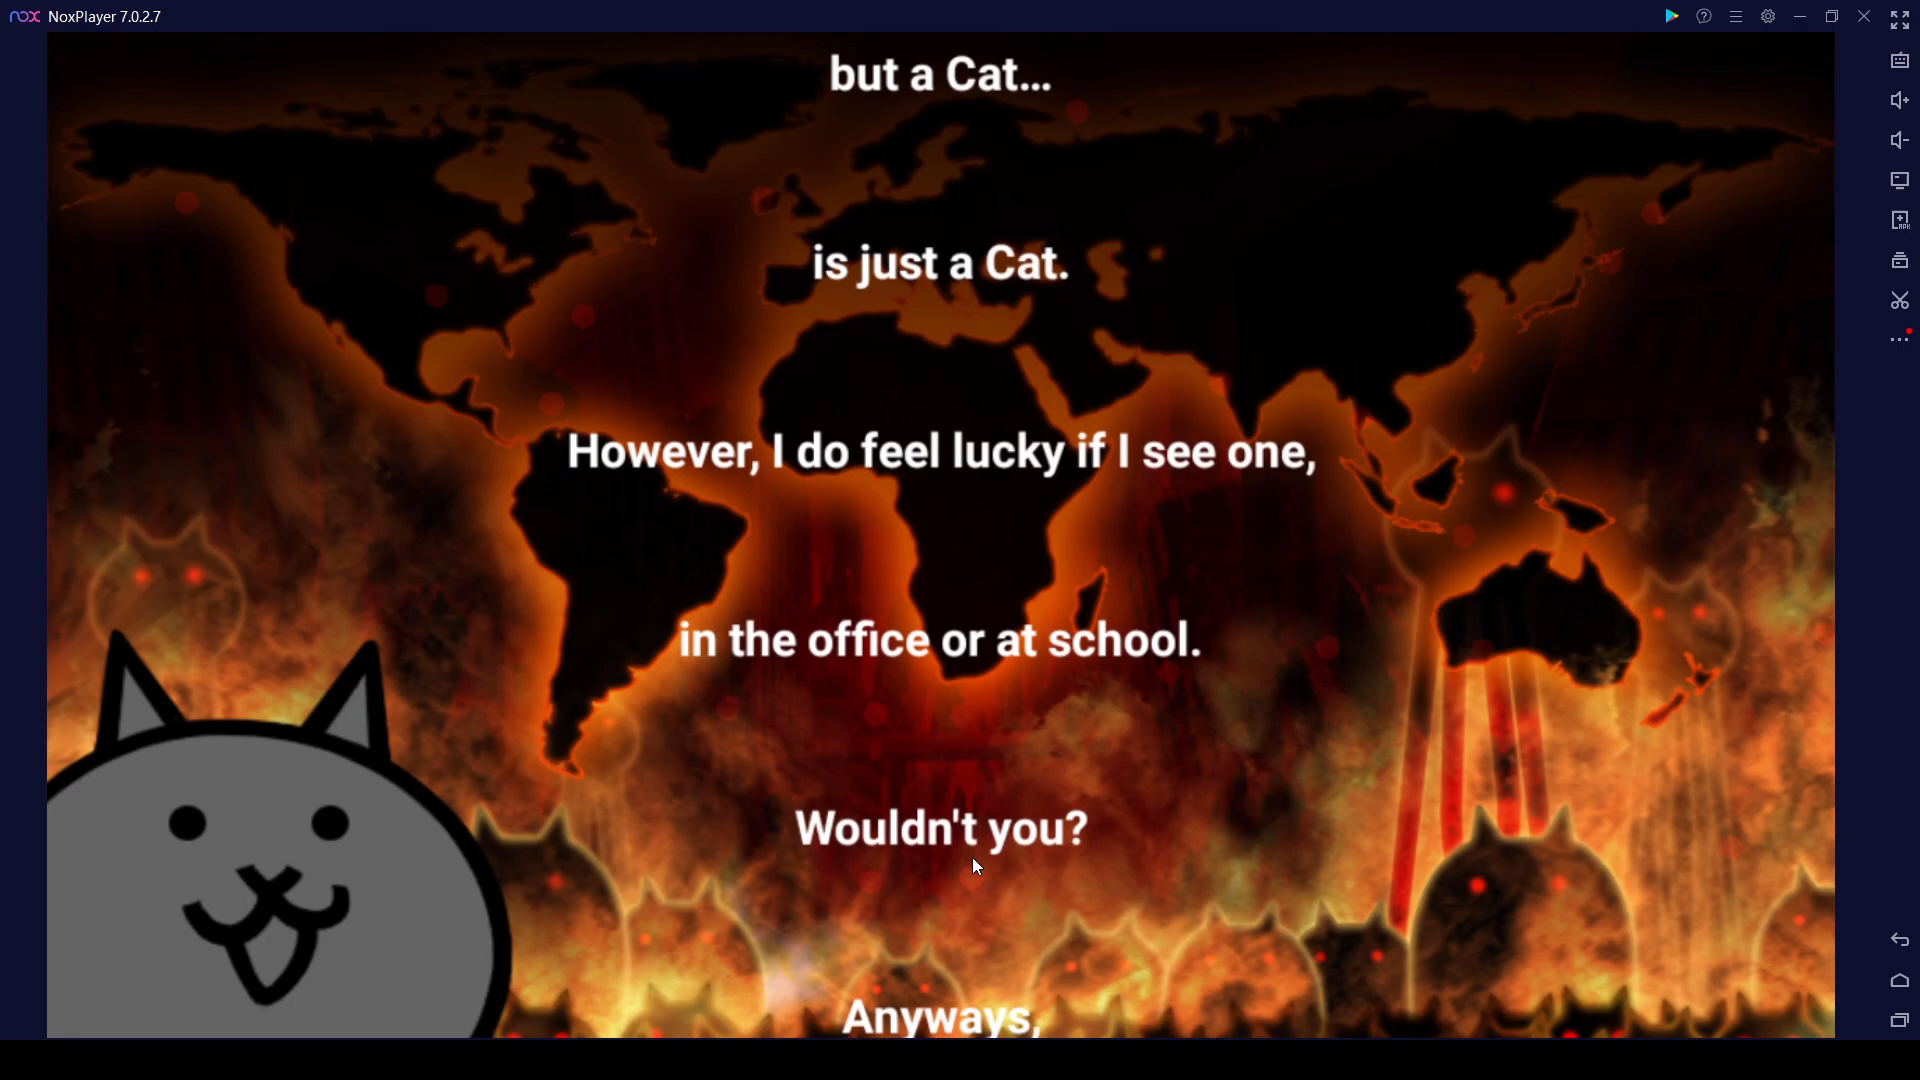 nox NoxPlayer 7.0.2.7
but a Cat...
is just a Cat.
However, I do feel lucky if I see one,
in the office or at school.
Wouldn't you?
Anyways,